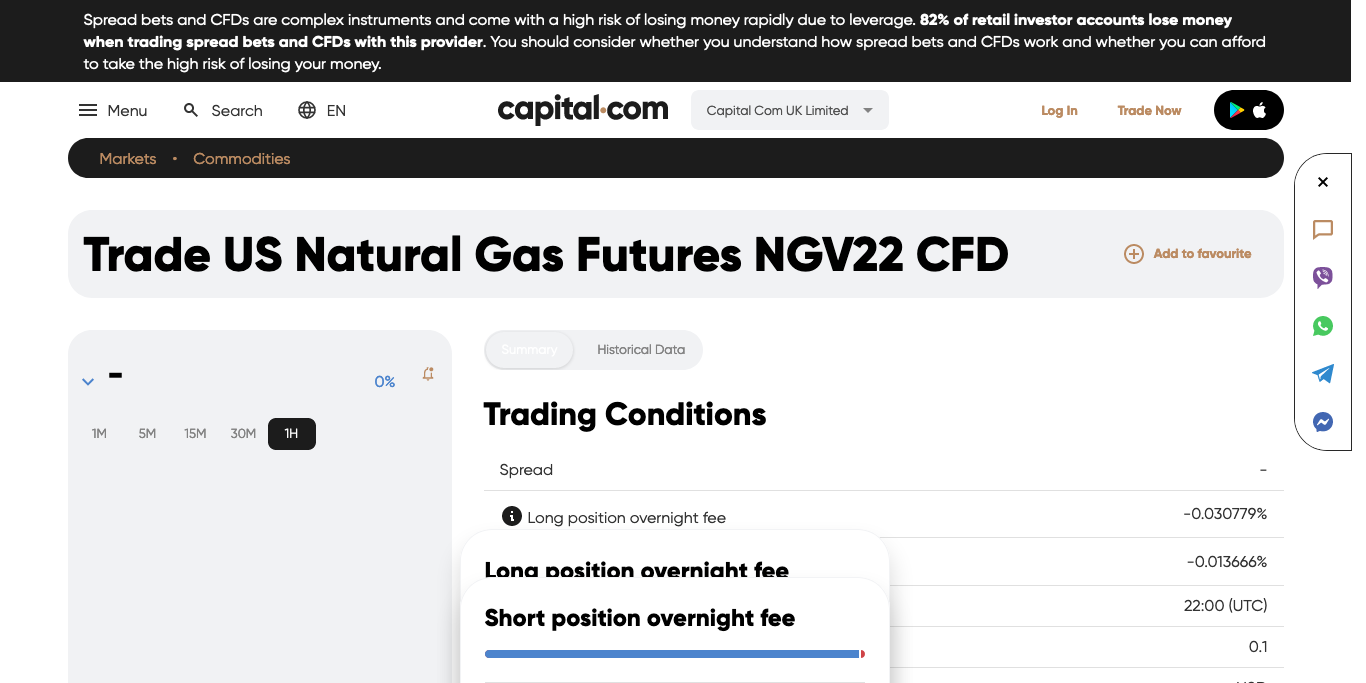 Spread bets and CFDs are complex instruments and come with a high risk of losing money rapidly due to leverage. 82% of retail investor accounts lose money
when trading spread bets and CFDs with this provider. You should consider whether you understand how spread bets and CFDs work and whether you can afford
to take the high risk of losing your money.
Menu Search EN capital.com Capital Com UK Limited Log In Trade Now
Markets • Commodities
Trade US Natural Gas Futures NGV22 CFD Add to favourite
Summary Historical Data
- 0%
1M 5M 15M 30M 1H
Trading Conditions
Spread -
Long position overnight fee -0.030779%
Long position overnight fee
-0.013666%
Short position overnight fee
22:00 (UTC)
0.1